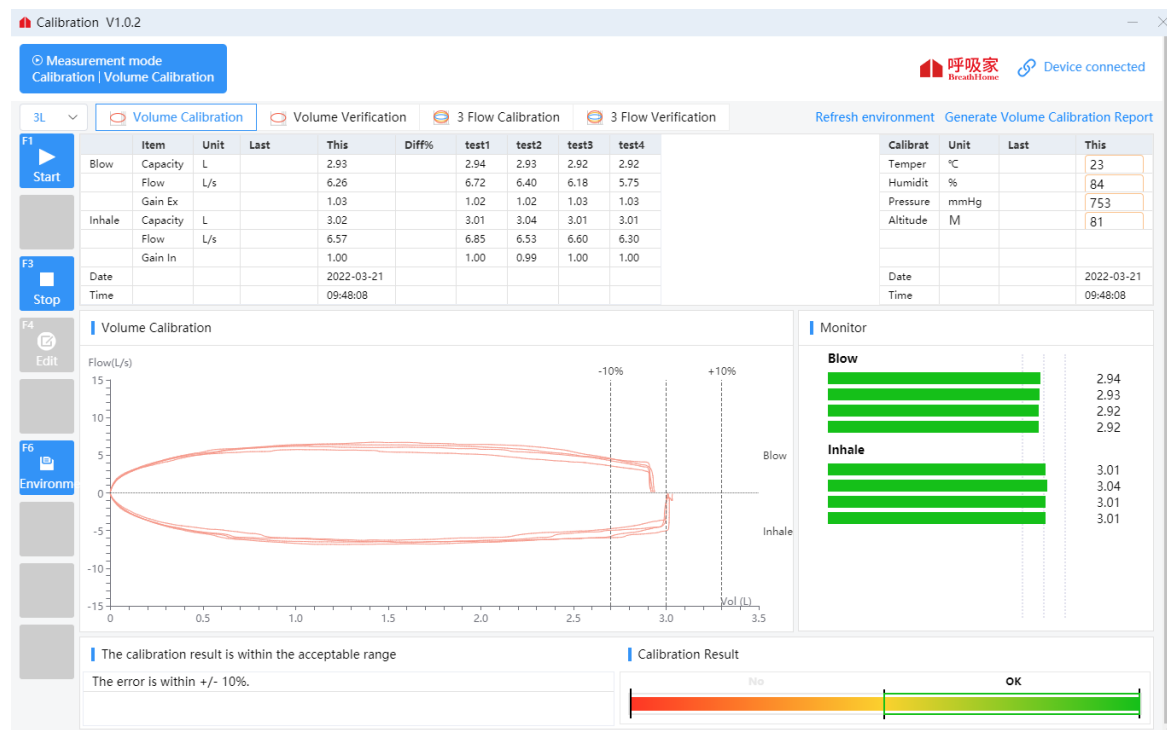 Calibration V1.0.2
Measurement mode
Calibration | Volume Calibration
呼吸家
BreathHome
Device connected
3L
Volume Calibration
Volume Verification
3 Flow Calibration
3 Flow Verification
Refresh environment
Generate Volume Calibration Report
F1
Start
F3
Stop
F4
Edit
F6
Environm
Item Unit Last This Diff% test1 test2 test3 test4
Blow Capacity L 2.93 2.94 2.93 2.92 2.92
Flow L/s 6.26 6.72 6.40 6.18 5.75
Gain Ex 1.03 1.02 1.02 1.03 1.03
Inhale Capacity L 3.02 3.01 3.04 3.01 3.01
Flow L/s 6.57 6.85 6.53 6.60 6.30
Gain In 1.00 1.00 0.99 1.00 1.00
Date 2022-03-21
Time 09:48:08
Calibrat Unit Last This
Temper ℃ 23
Humidit % 84
Pressure mmHg 753
Altitude M 81
Date 2022-03-21
Time 09:48:08
Volume Calibration
Flow(L/s)
-10% +10%
15
10
5
0
-5
-10
-15
Blow
Inhale
Vol (L)
0 0.5 1.0 1.5 2.0 2.5 3.0 3.5
Monitor
Blow
2.94
2.93
2.92
2.92
Inhale
3.01
3.04
3.01
3.01
The calibration result is within the acceptable range
The error is within +/- 10%.
Calibration Result
No OK